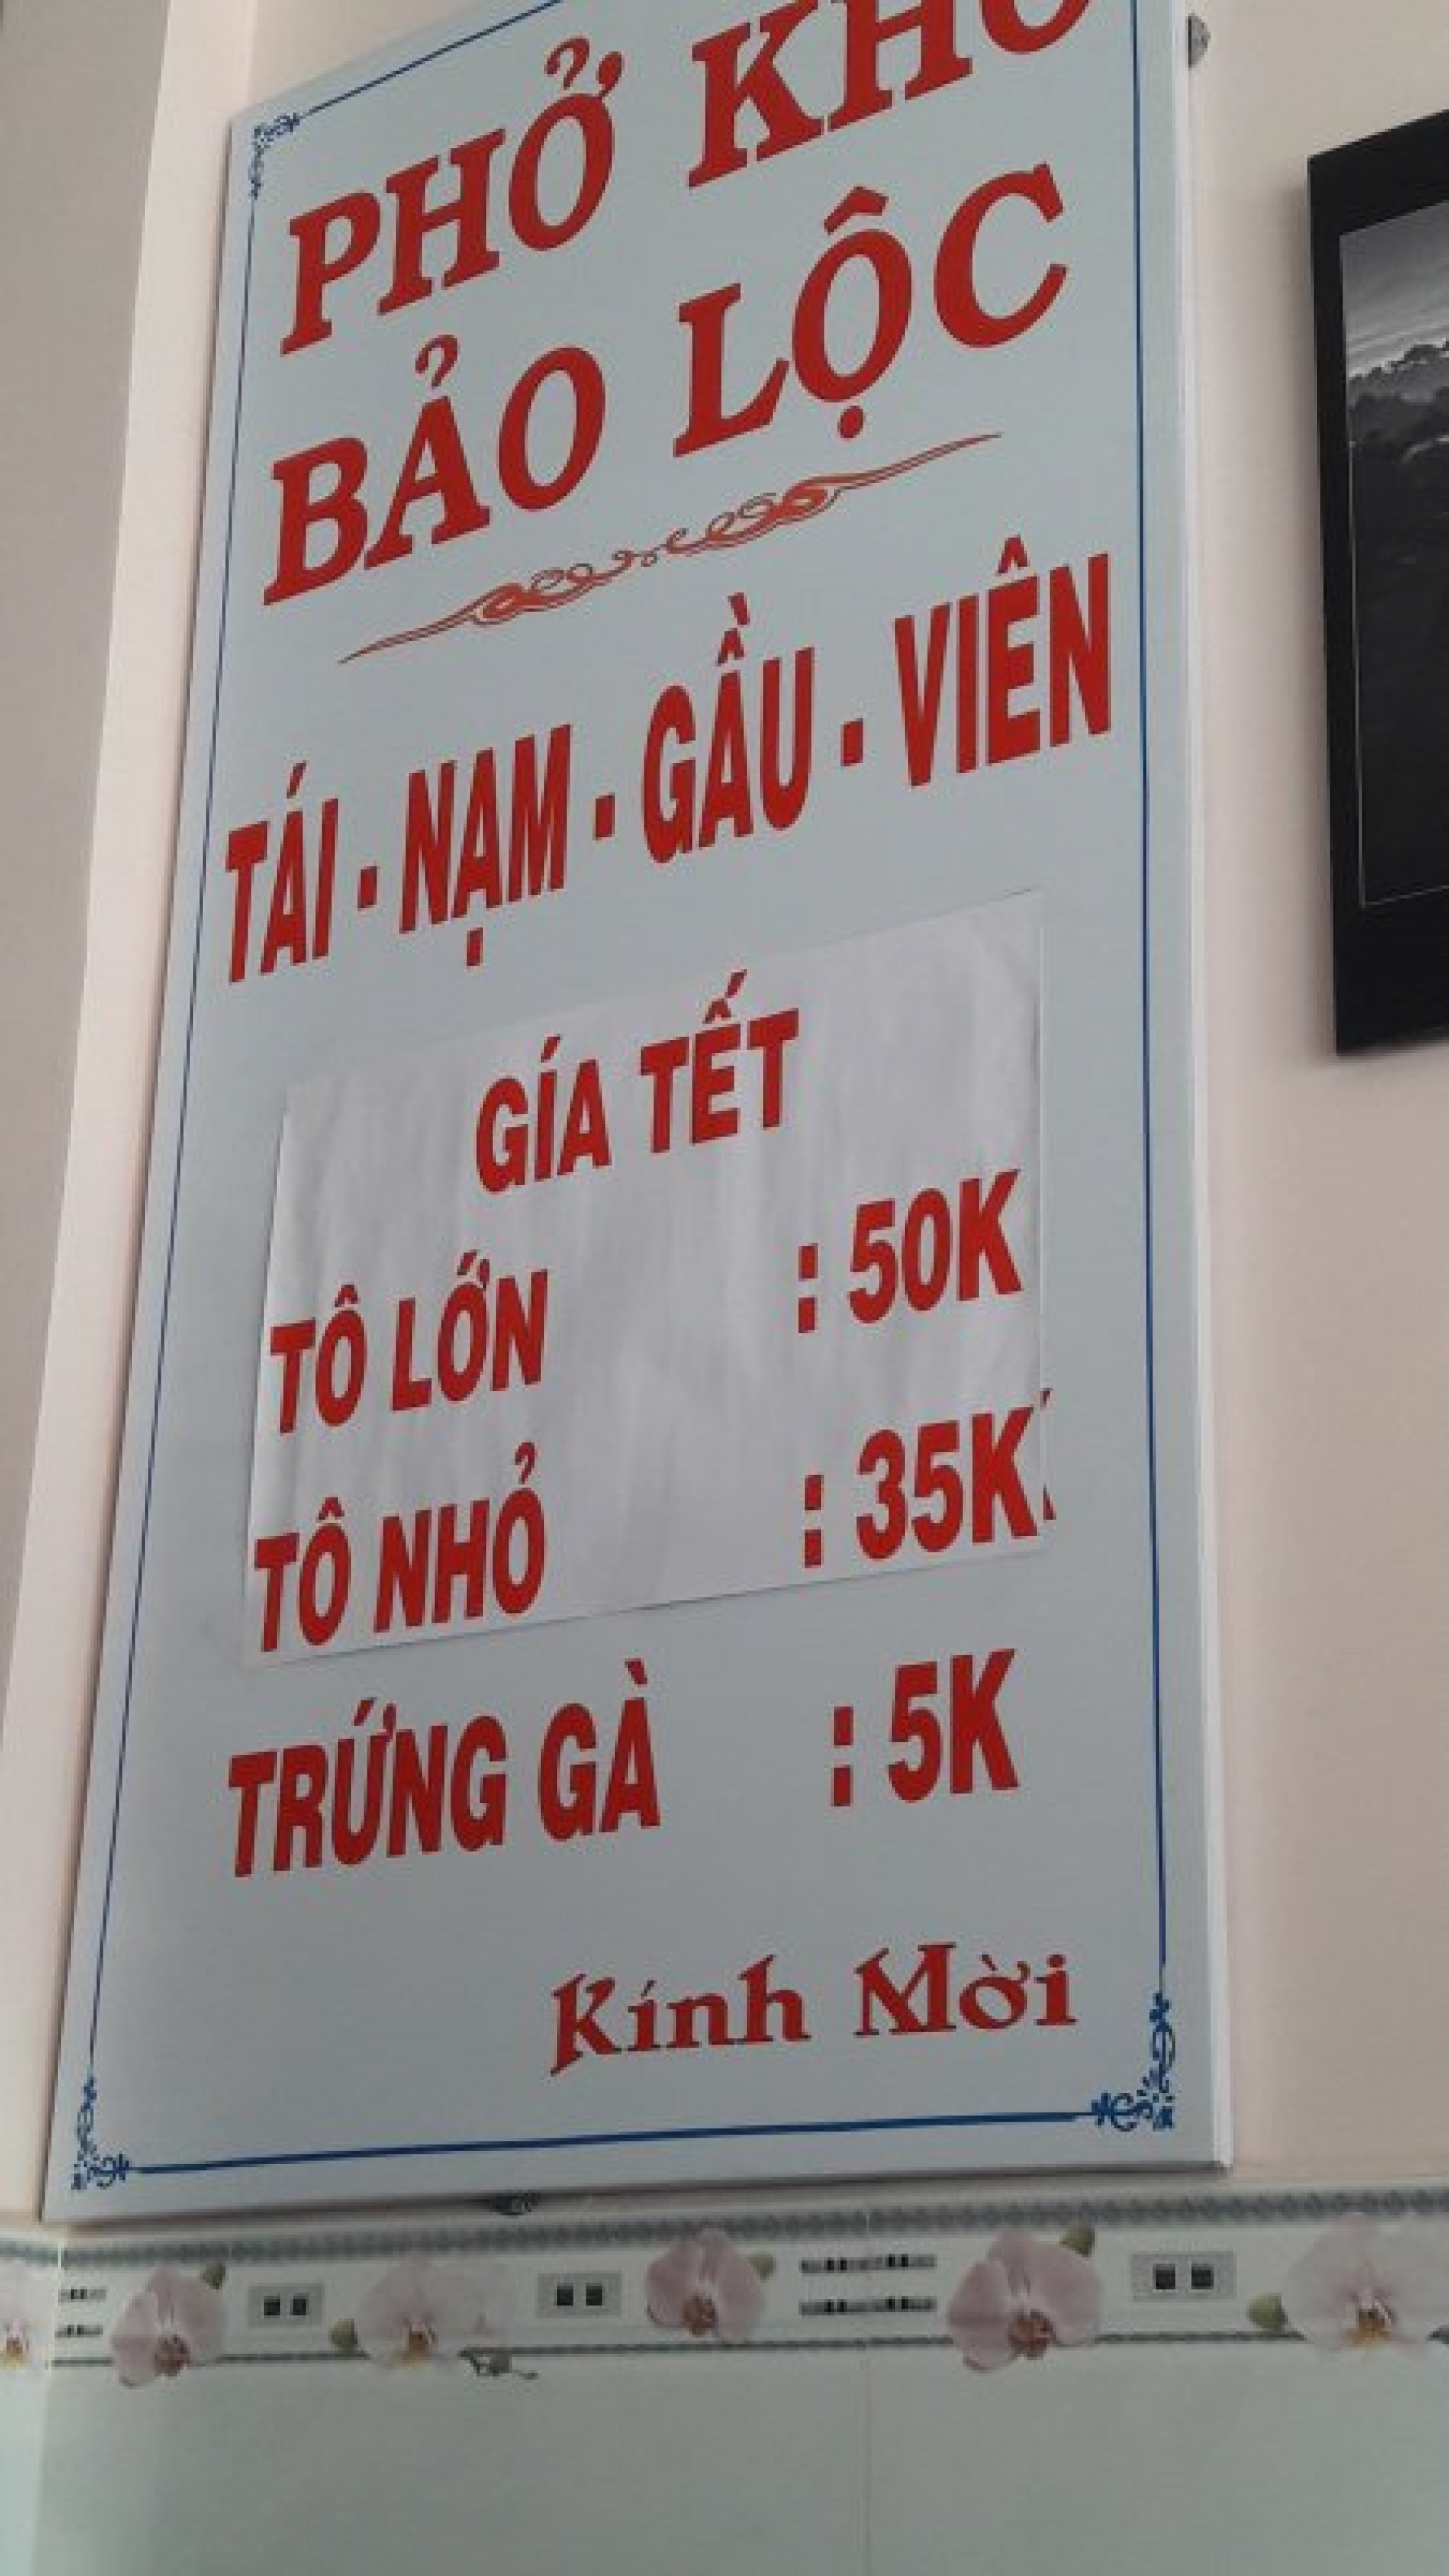 PHỞ KHÔ
BẢO LỘC
TÁI - NẠM - GẦU - VIÊN
GÍA TẾT
TÔ LỚN : 50K
TÔ NHỎ : 35K
TRỨNG GÀ : 5K
Kính Mời